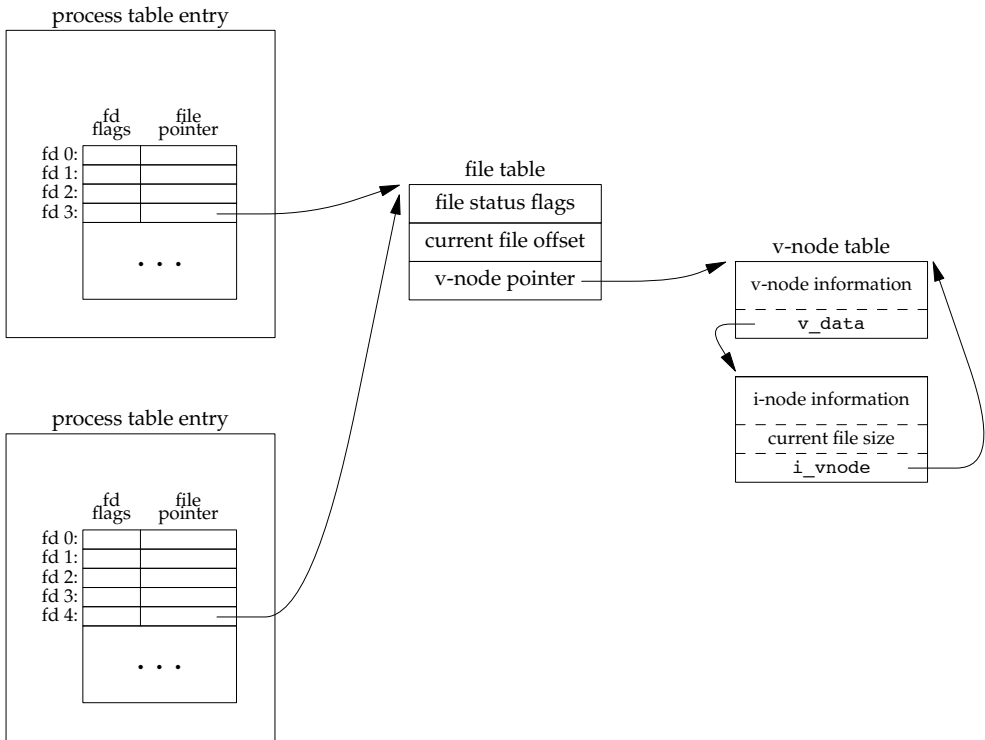 process table entry
fd flags
file pointer
fd 0:
fd 1:
fd 2:
fd 3:
. . .
file table
file status flags
current file offset
v-node pointer
v-node table
v-node information
v_data
i-node information
current file size
i_vnode
process table entry
fd flags
file pointer
fd 0:
fd 1:
fd 2:
fd 3:
fd 4:
. . .